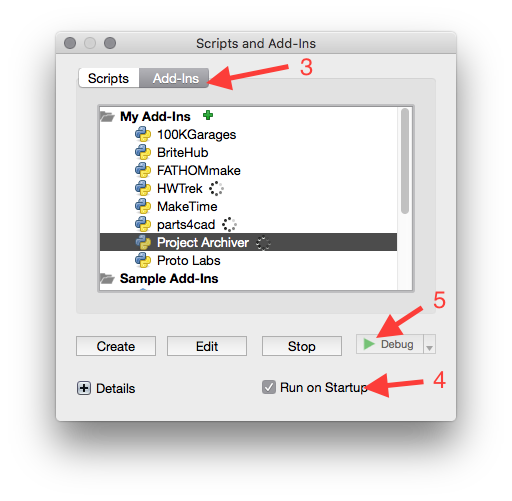 Scripts and Add-Ins
3
Scripts Add-Ins
My Add-Ins
100KGarages
BriteHub
FATHOMmake
HWTrek
MakeTime
parts4cad
Project Archiver
Proto Labs
Sample Add-Ins
5
Create Edit Stop Debug
Details Run on Startup 4